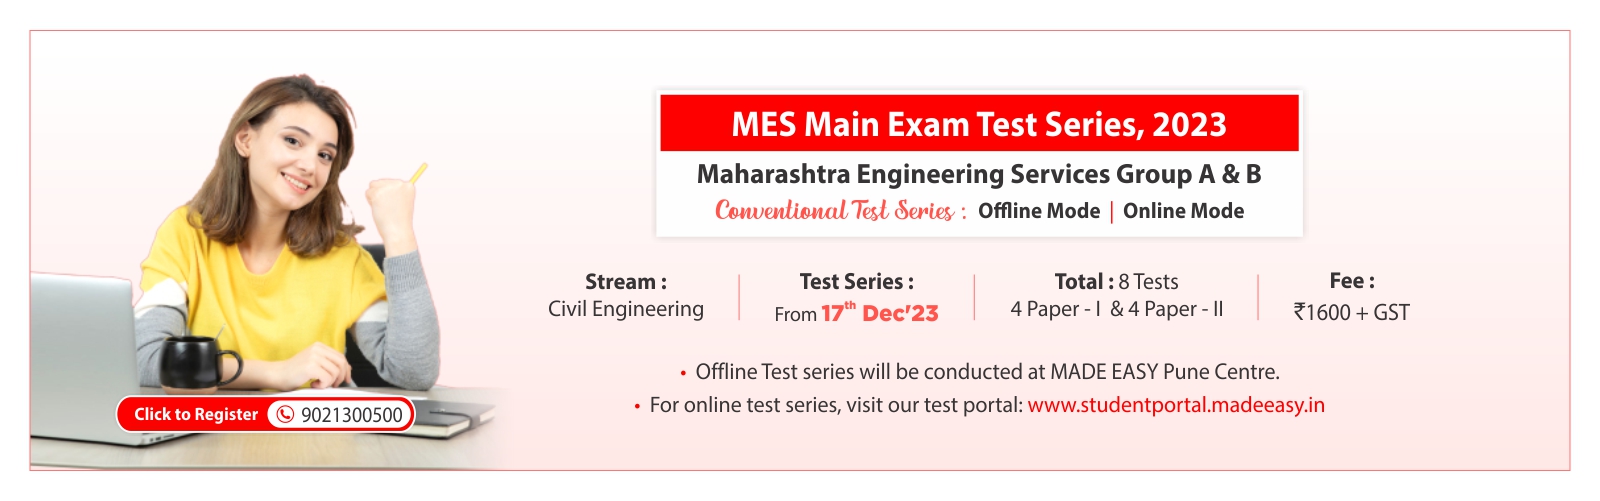 MES Main Exam Test Series, 2023
Maharashtra Engineering Services Group A & B
Conventional Test Series : Offline Mode | Online Mode
Stream :
Civil Engineering
Test Series :
From 17th Dec'23
Total : 8 Tests
4 Paper - I & 4 Paper - II
Fee :
₹1600 + GST
• Offline Test series will be conducted at MADE EASY Pune Centre.
• For online test series, visit our test portal: www.studentportal.madeeasy.in
Click to Register 9021300500